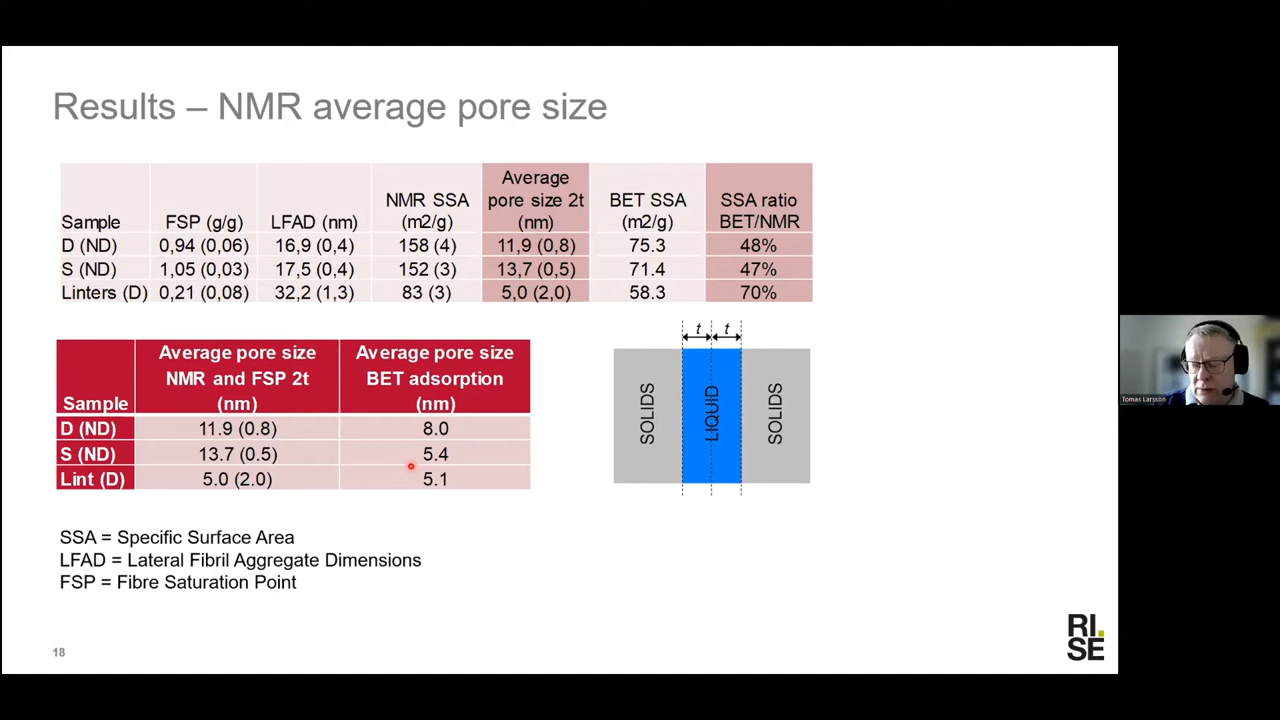 Results – NMR average pore size
Sample FSP (g/g) LFAD (nm) NMR SSA (m2/g) Average pore size 2t (nm) BET SSA (m2/g) SSA ratio BET/NMR
D (ND) 0,94 (0,06) 16,9 (0,4) 158 (4) 11,9 (0,8) 75.3 48%
S (ND) 1,05 (0,03) 17,5 (0,4) 152 (3) 13,7 (0,5) 71.4 47%
Linters (D) 0,21 (0,08) 32,2 (1,3) 83 (3) 5,0 (2,0) 58.3 70%
Sample Average pore size NMR and FSP 2t (nm) Average pore size BET adsorption (nm)
D (ND) 11.9 (0.8) 8.0
S (ND) 13.7 (0.5) 5.4
Lint (D) 5.0 (2.0) 5.1
t t
SOLIDS LIQUID SOLIDS
SSA = Specific Surface Area
LFAD = Lateral Fibril Aggregate Dimensions
FSP = Fibre Saturation Point
18
RI.
SE
Tomas Larsson